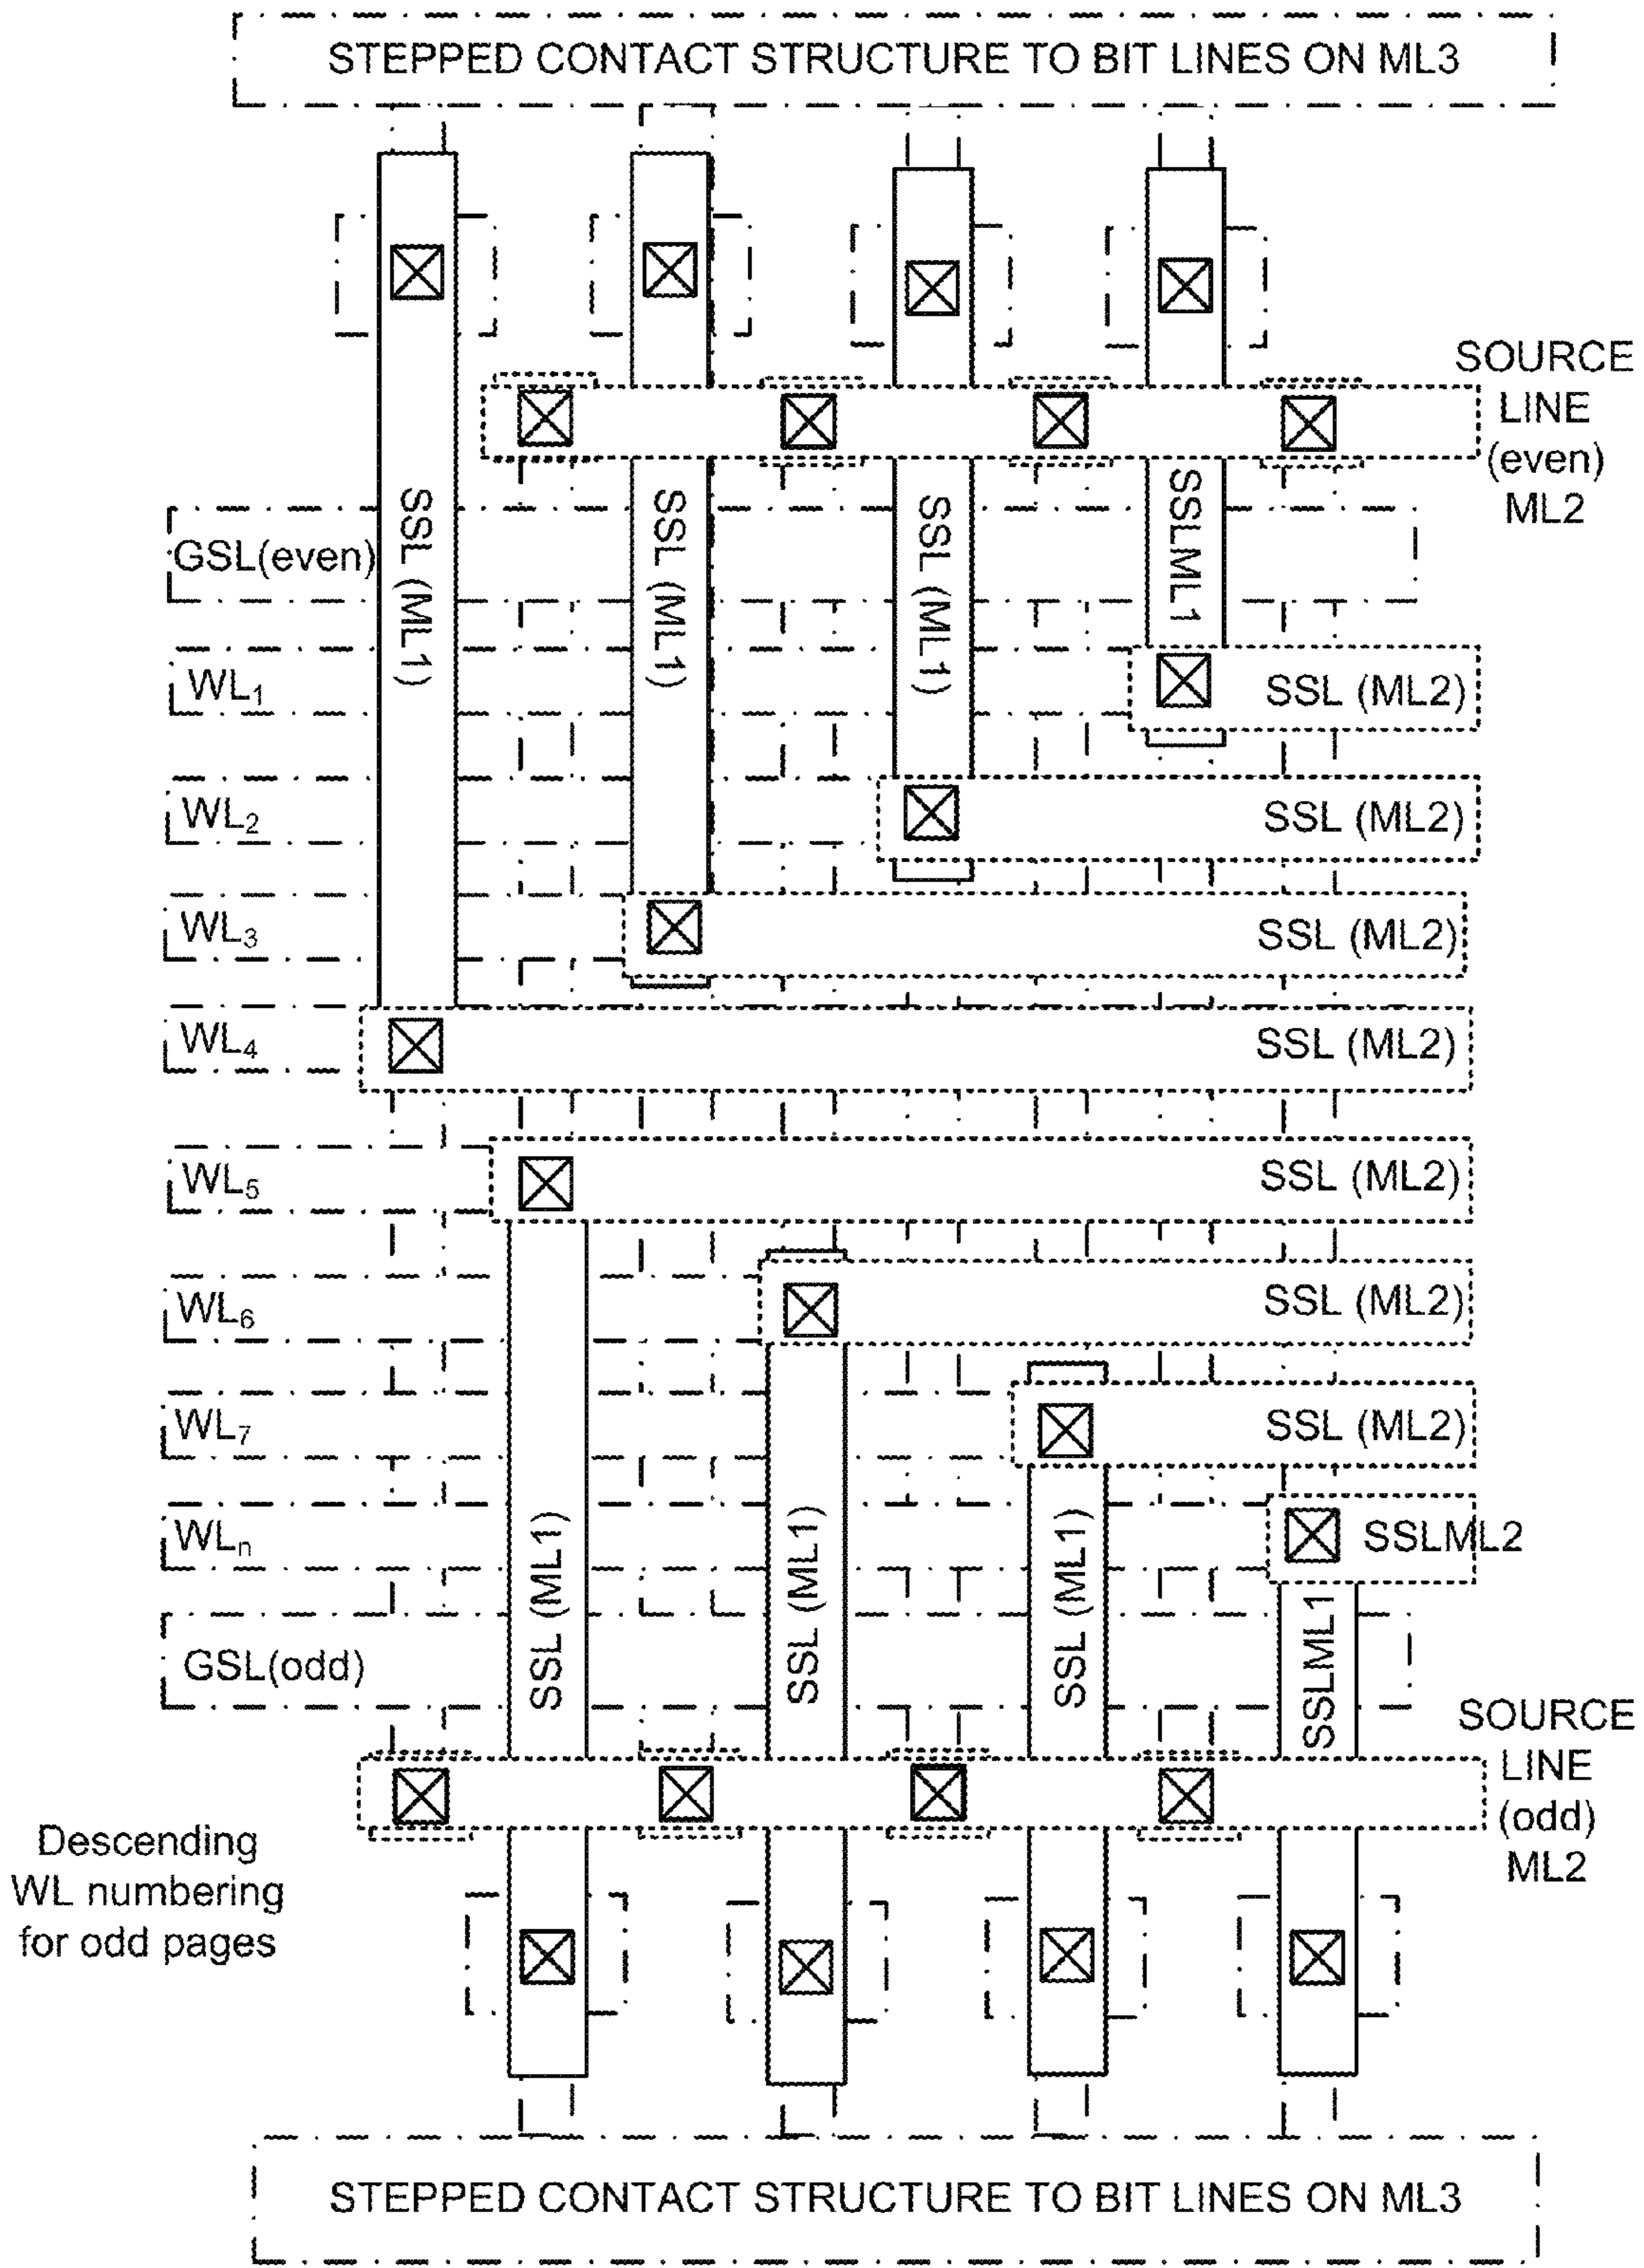 STEPPED CONTACT STRUCTURE TO BIT LINES ON ML3
SOURCE
LINE
(even)
ML2
SSL (ML1)
SSL (ML1)
SSL (ML1)
SSLML1
GSL(even)
WL1
SSL (ML2)
WL2
SSL (ML2)
WL3
SSL (ML2)
WL4
SSL (ML2)
WL5
SSL (ML2)
WL6
SSL (ML2)
WL7
SSL (ML2)
WLn
SSLML2
SSL (ML1)
SSL (ML1)
SSL (ML1)
SSLML1
GSL(odd)
SOURCE
LINE
(odd)
ML2
Descending
WL numbering
for odd pages
STEPPED CONTACT STRUCTURE TO BIT LINES ON ML3